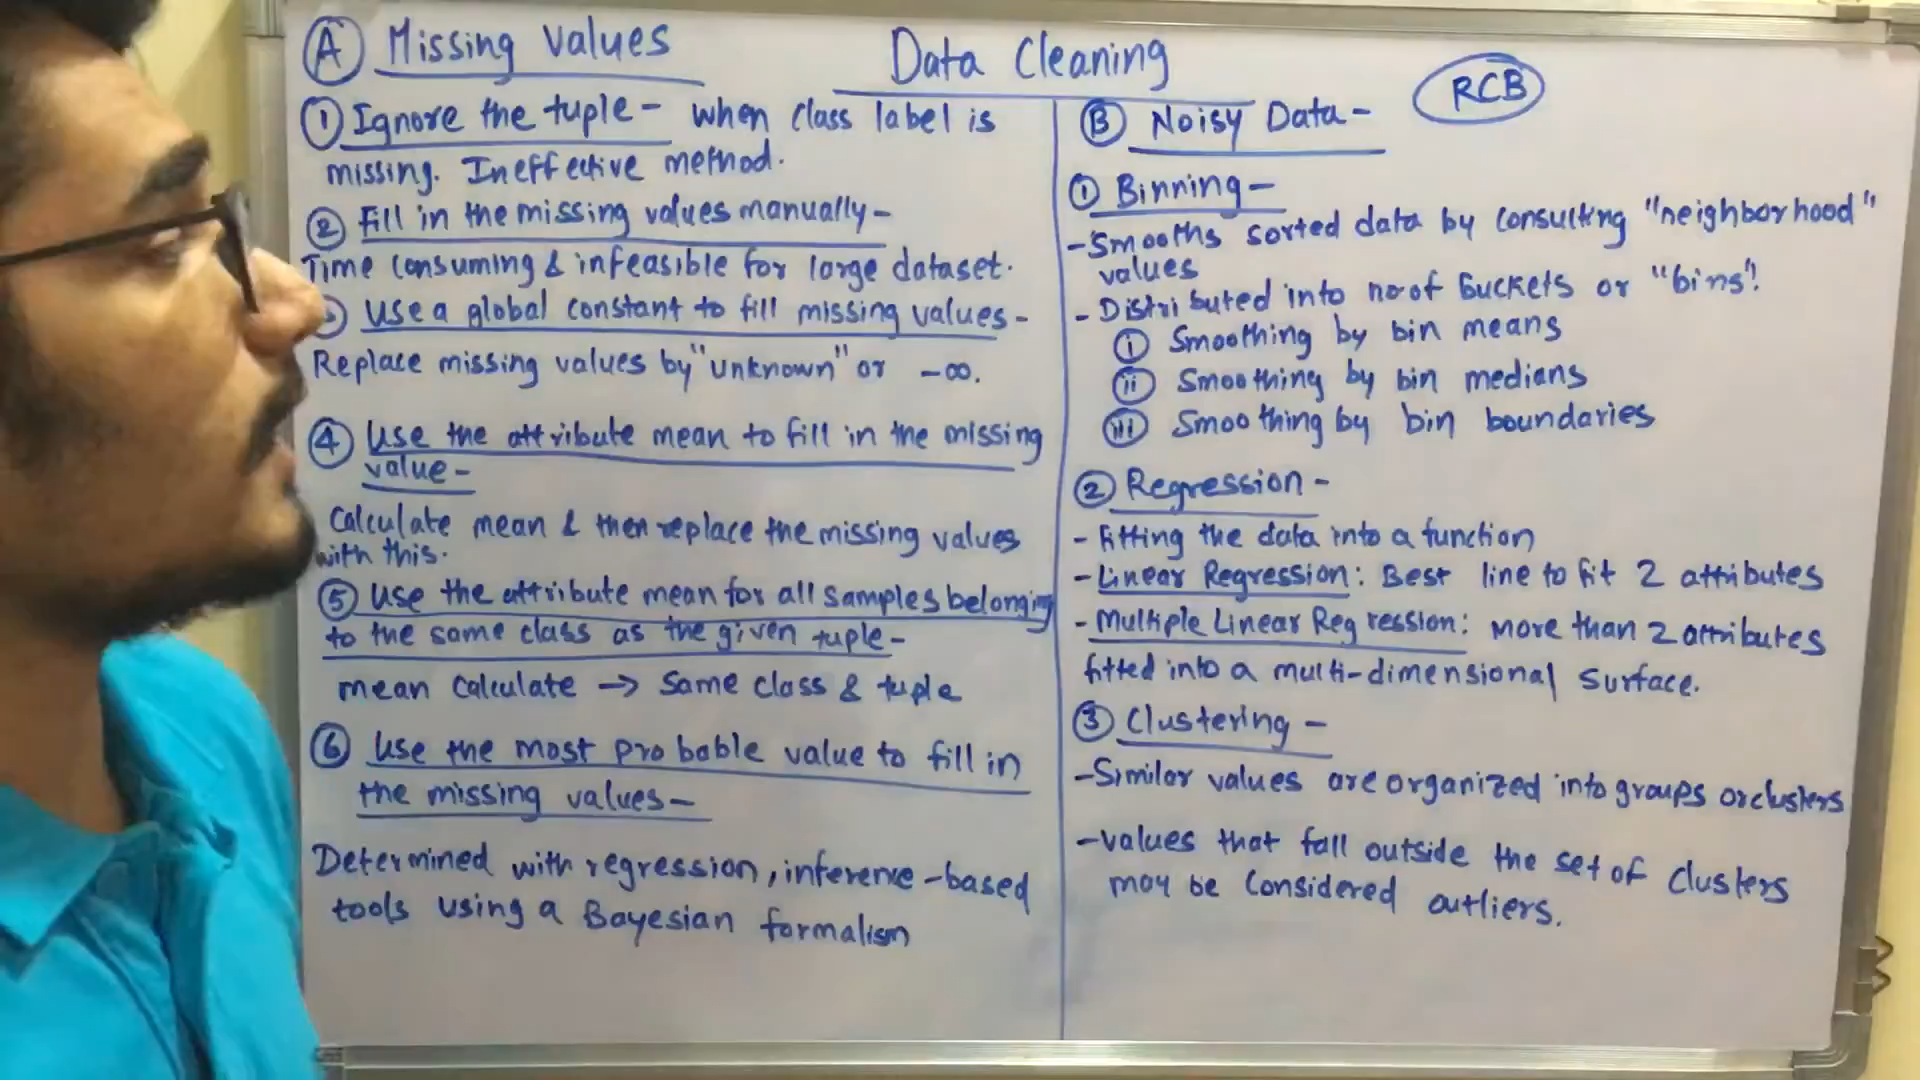 Data Cleaning
RCB
A Missing Values
1 Ignore the tuple - when class label is
missing. Ineffective method.
2 Fill in the missing values manually -
Time consuming & infeasible for large dataset.
) Use a global constant to fill missing values -
Replace missing values by "unknown" or -∞.
4 Use the attribute mean to fill in the missing
value -
Calculate mean & then replace the missing values
with this.
5 Use the attribute mean for all samples belonging
to the same class as the given tuple -
mean calculate → Same class & tuple
6 Use the most probable value to fill in
the missing values -
Determined with regression, inference-based
tools using a Bayesian formalism
B Noisy Data -
1 Binning -
- Smooths sorted data by consulting "neighborhood"
values
- Distributed into no of buckets or "bins".
i Smoothing by bin means
ii Smoothing by bin medians
iii Smoothing by bin boundaries
2 Regression -
- Fitting the data into a function
- Linear Regression: Best line to fit 2 attributes
- Multiple Linear Regression: more than 2 attributes
fitted into a multi-dimensional surface.
3 Clustering -
- Similar values are organized into groups or clusters
- values that fall outside the set of clusters
may be considered outliers.